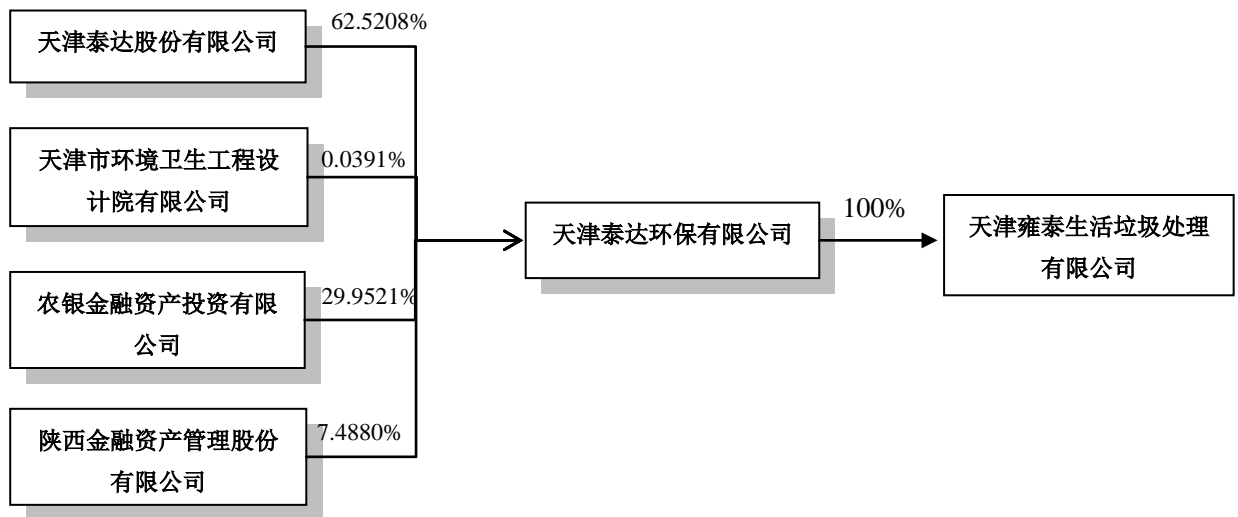 天津泰达股份有限公司
62.5208%
天津市环境卫生工程设
计院有限公司
0.0391%
农银金融资产投资有限
公司
29.9521%
陕西金融资产管理股份
有限公司
7.4880%
天津泰达环保有限公司
100%
天津雍泰生活垃圾处理
有限公司